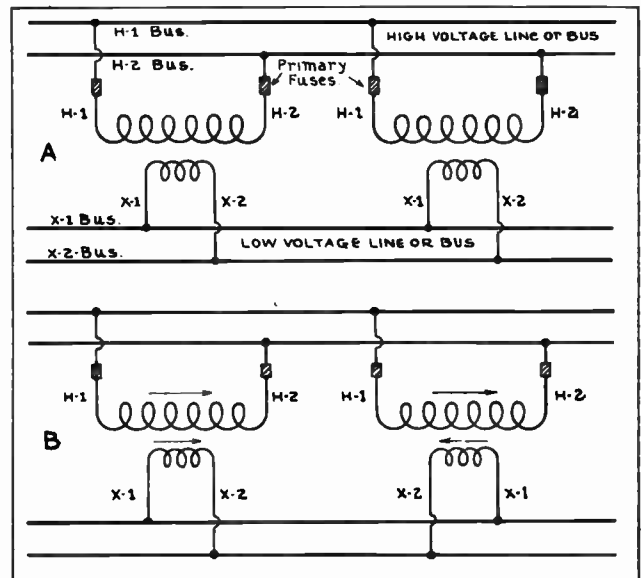 H-1 Bus.
HIGH VOLTAGE LINE OR BUS
H-2 Bus.
Primary
Fuses.
H-1
H-2
H-1
H-2
A
X-1
X-2
X-1
X-2
X-1 Bus.
X-2-Bus.
LOW VOLTAGE LINE OR BUS
H-1
H-2
H-1
H-2
B
X-1
X-2
X-2
X-1